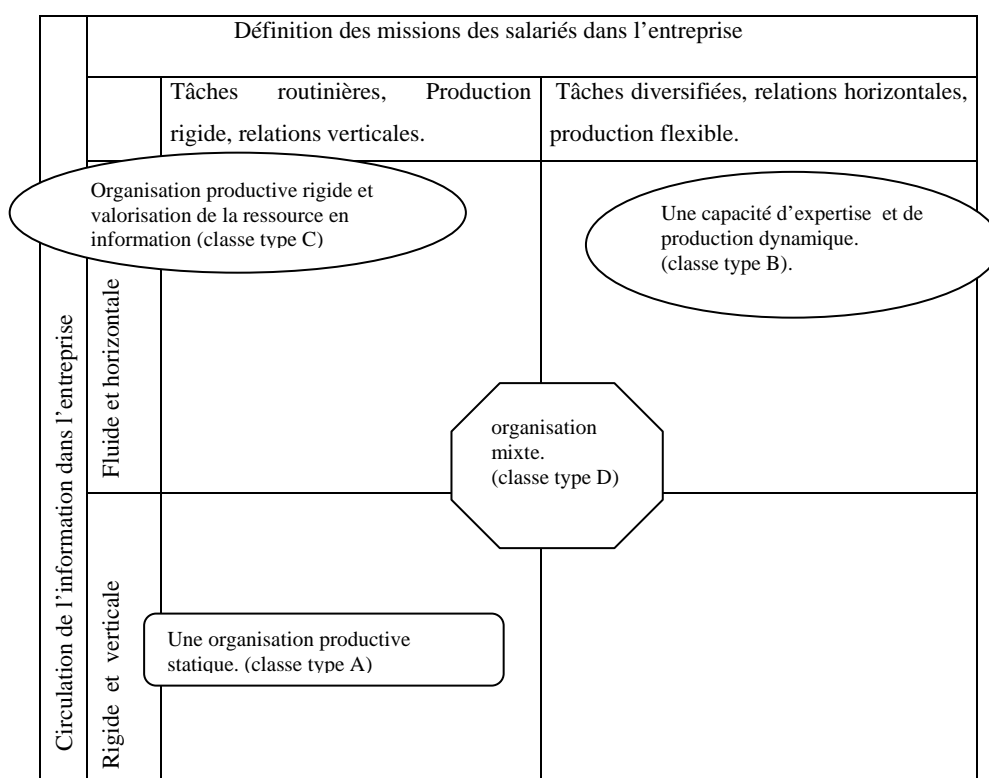 Définition des missions des salariés dans l'entreprise
Tâches routinières, Production
rigide, relations verticales.
Tâches diversifiées, relations horizontales,
production flexible.
Circulation de l'information dans l'entreprise
Fluide et horizontale
Organisation productive rigide et
valorisation de la ressource en
information (classe type C)
Une capacité d'expertise et de
production dynamique.
(classe type B).
organisation
mixte.
(classe type D)
Rigide et verticale
Une organisation productive
statique. (classe type A)